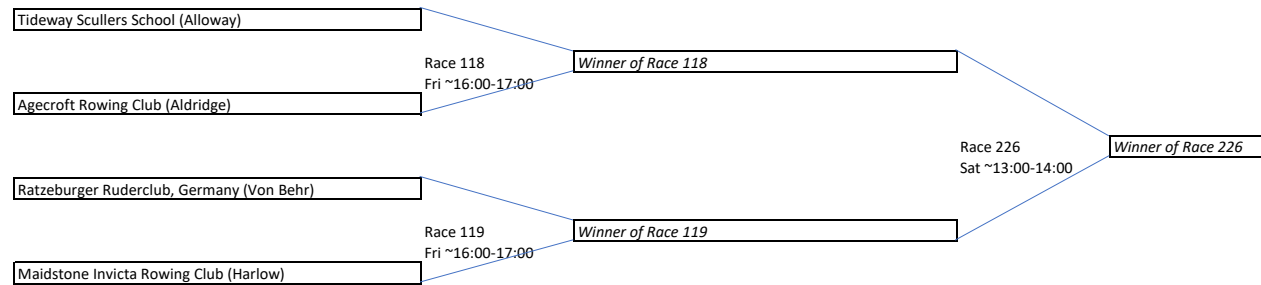 Tideway Scullers School (Alloway)
Race 118
Fri ~16:00-17:00
Winner of Race 118
Agecroft Rowing Club (Aldridge)
Race 226
Sat ~13:00-14:00
Winner of Race 226
Ratzeburger Ruderclub, Germany (Von Behr)
Race 119
Fri ~16:00-17:00
Winner of Race 119
Maidstone Invicta Rowing Club (Harlow)